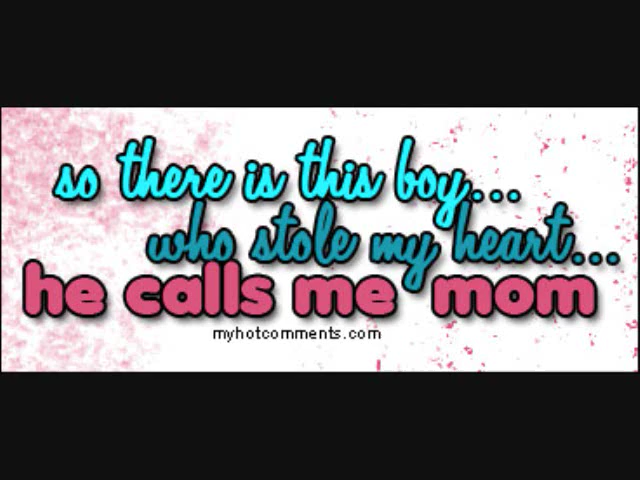 so there is this boy...
who stole my heart...
he calls me mom
myhotcomments.com